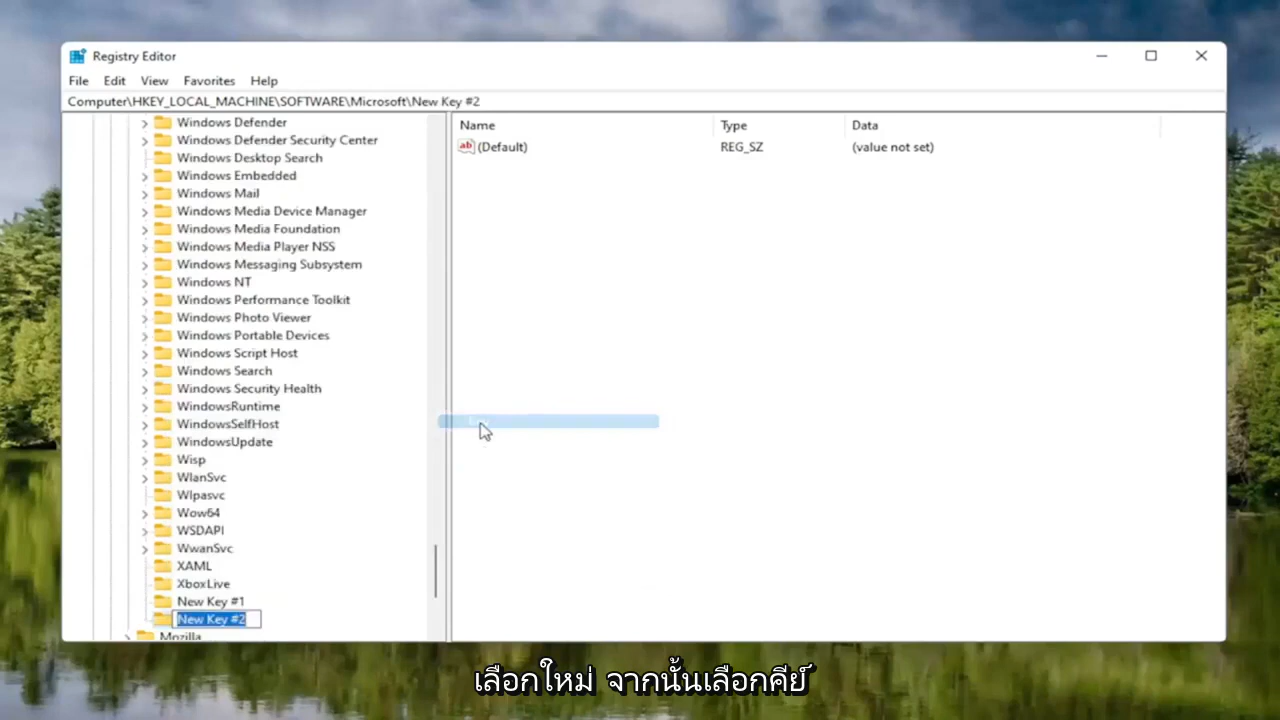 Registry Editor
File Edit View Favorites Help
Computer\HKEY_LOCAL_MACHINE\SOFTWARE\Microsoft\New Key #2
Name Type Data
(Default) REG_SZ (value not set)
Windows Defender
Windows Defender Security Center
Windows Desktop Search
Windows Embedded
Windows Mail
Windows Media Device Manager
Windows Media Foundation
Windows Media Player NSS
Windows Messaging Subsystem
Windows NT
Windows Performance Toolkit
Windows Photo Viewer
Windows Portable Devices
Windows Script Host
Windows Search
Windows Security Health
WindowsRuntime
WindowsSelfHost
WindowsUpdate
Wisp
WlanSvc
Wlpasvc
Wow64
WSDAPI
WwanSvc
XAML
XboxLive
New Key #1
New Key #2
Mozilla
เลือกใหม่ จากนั้นเลือกคีย์